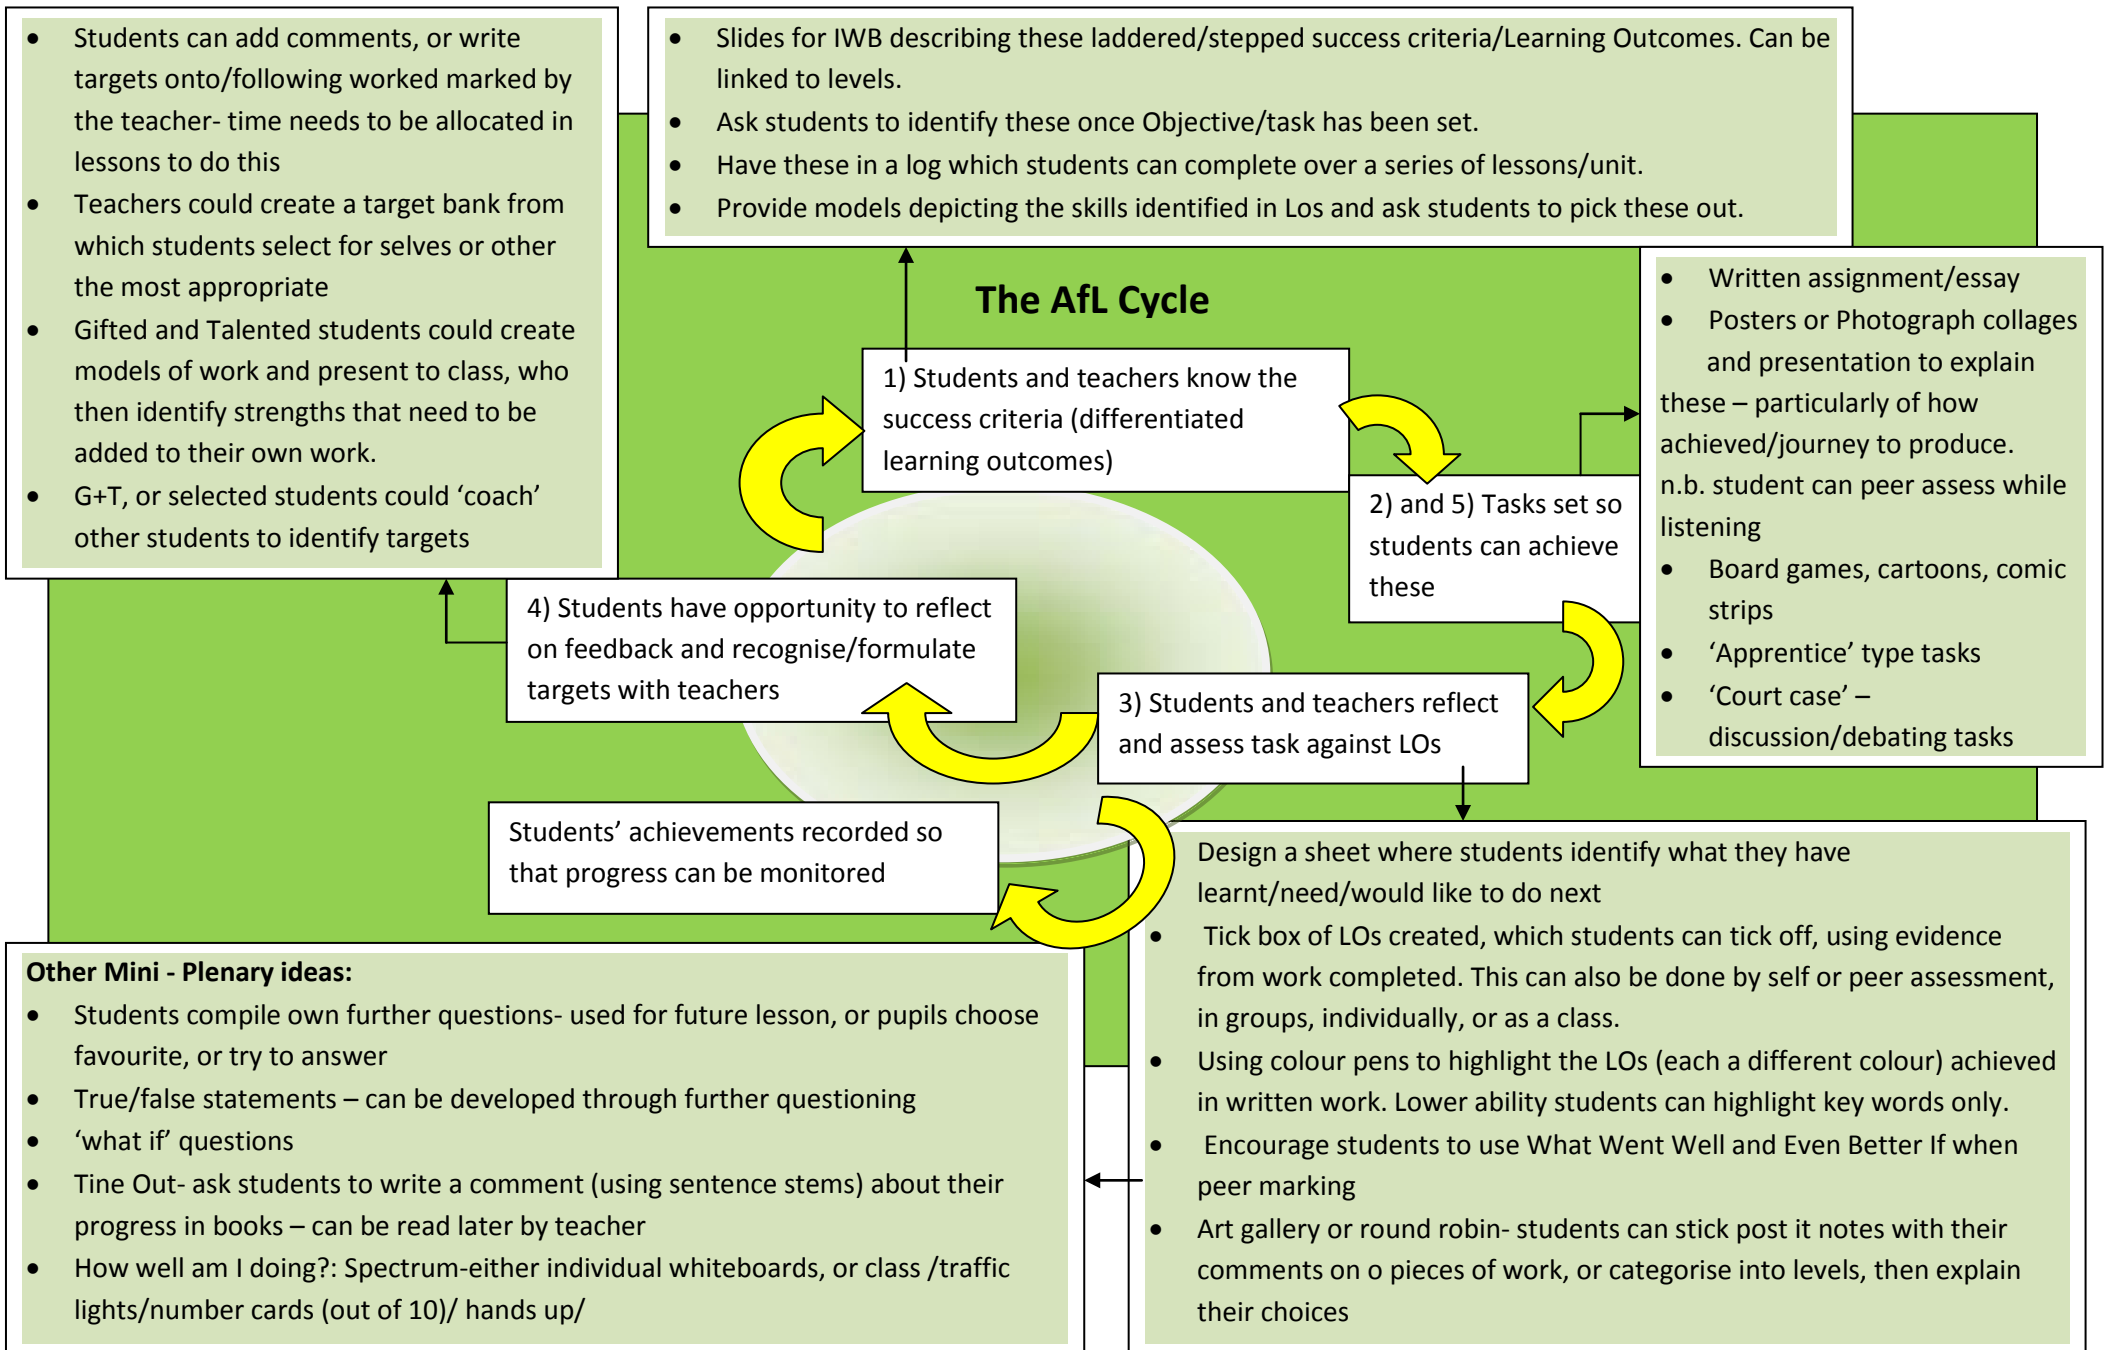 • Students can add comments, or write
targets onto/following worked marked by
the teacher- time needs to be allocated in
lessons to do this
• Teachers could create a target bank from
which students select for selves or other
the most appropriate
• Gifted and Talented students could create
models of work and present to class, who
then identify strengths that need to be
added to their own work.
• G+T, or selected students could ‘coach’
other students to identify targets
• Slides for IWB describing these laddered/stepped success criteria/Learning Outcomes. Can be
linked to levels.
• Ask students to identify these once Objective/task has been set.
• Have these in a log which students can complete over a series of lessons/unit.
• Provide models depicting the skills identified in Los and ask students to pick these out.
The AfL Cycle
1) Students and teachers know the
success criteria (differentiated
learning outcomes)
2) and 5) Tasks set so
students can achieve
these
• Written assignment/essay
• Posters or Photograph collages
and presentation to explain
these – particularly of how
achieved/journey to produce.
n.b. student can peer assess while
listening
• Board games, cartoons, comic
strips
• ‘Apprentice’ type tasks
• ‘Court case’ –
discussion/debating tasks
4) Students have opportunity to reflect
on feedback and recognise/formulate
targets with teachers
3) Students and teachers reflect
and assess task against LOs
Students’ achievements recorded so
that progress can be monitored
Design a sheet where students identify what they have
learnt/need/would like to do next
• Tick box of LOs created, which students can tick off, using evidence
from work completed. This can also be done by self or peer assessment,
in groups, individually, or as a class.
• Using colour pens to highlight the LOs (each a different colour) achieved
in written work. Lower ability students can highlight key words only.
• Encourage students to use What Went Well and Even Better If when
peer marking
• Art gallery or round robin- students can stick post it notes with their
comments on o pieces of work, or categorise into levels, then explain
their choices
Other Mini - Plenary ideas:
• Students compile own further questions- used for future lesson, or pupils choose
favourite, or try to answer
• True/false statements – can be developed through further questioning
• ‘what if’ questions
• Tine Out- ask students to write a comment (using sentence stems) about their
progress in books – can be read later by teacher
• How well am I doing?: Spectrum-either individual whiteboards, or class /traffic
lights/number cards (out of 10)/ hands up/